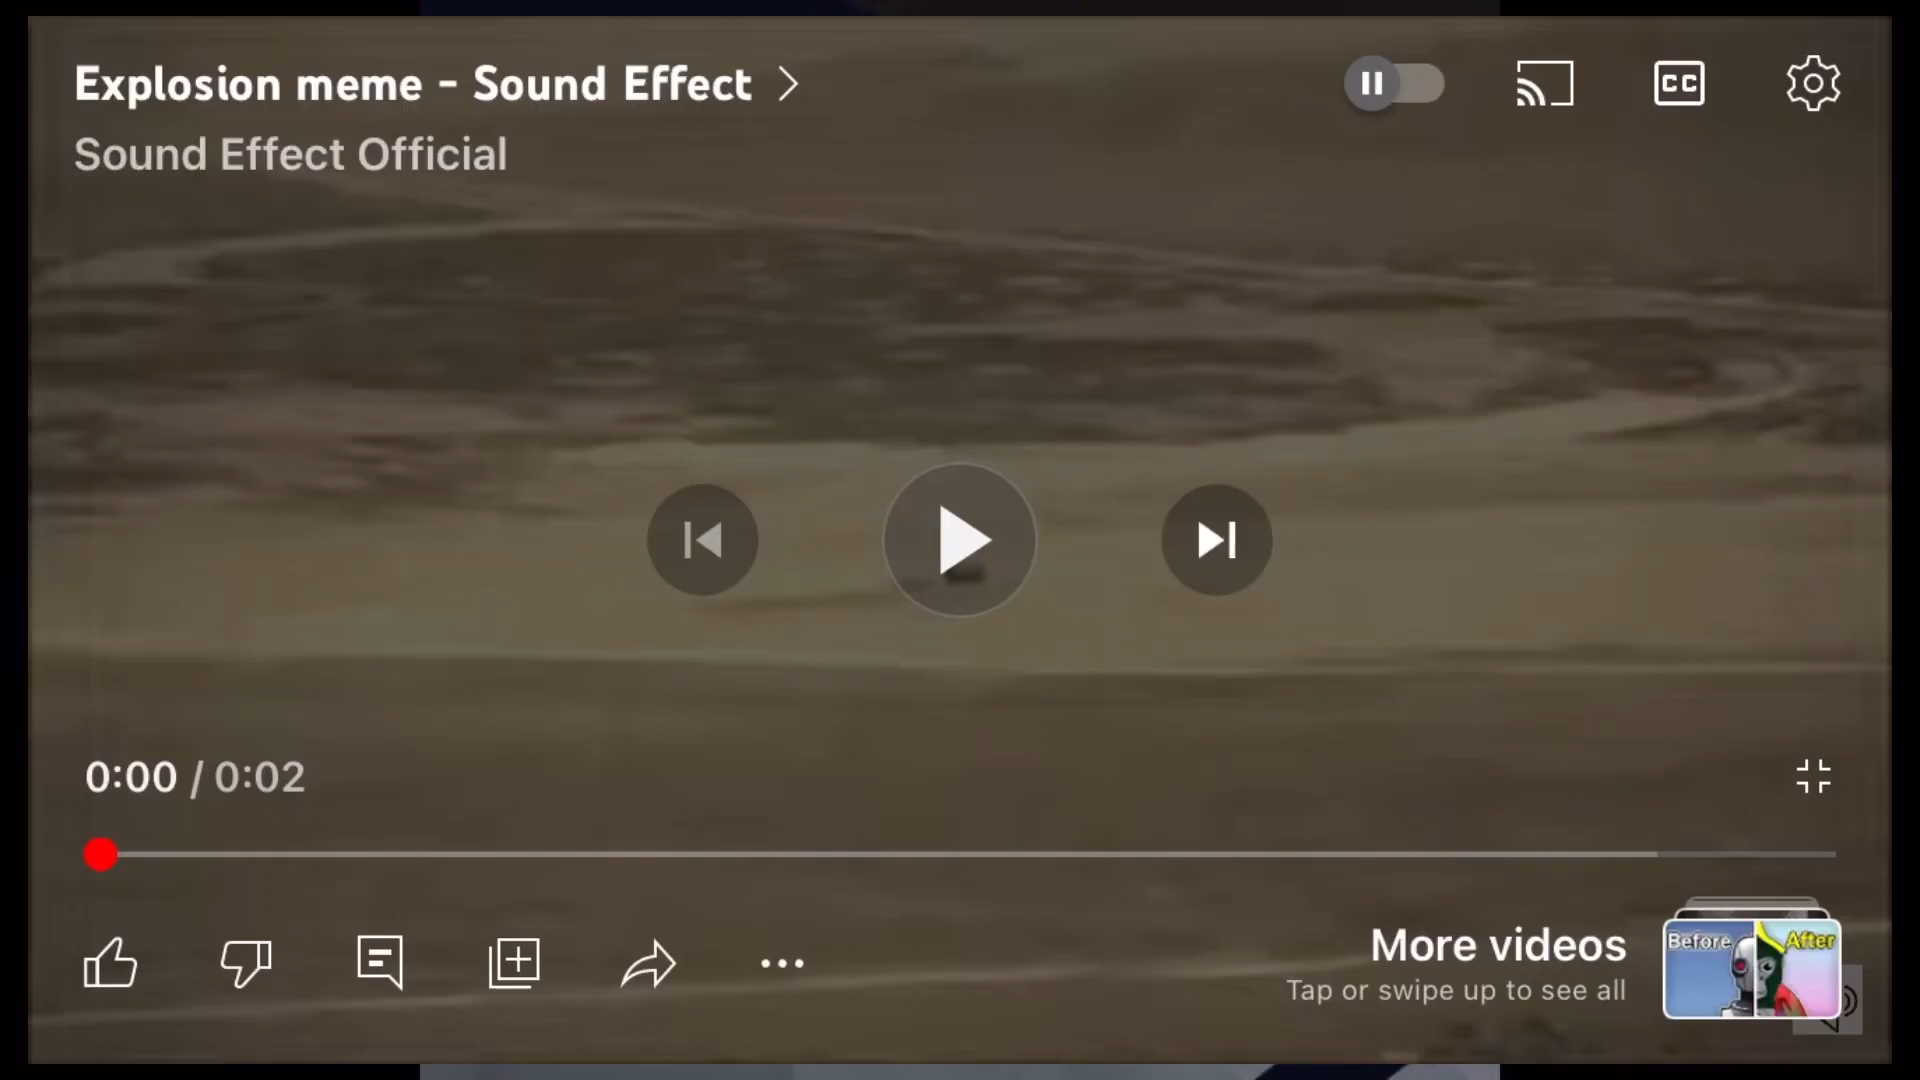 Explosion meme - Sound Effect
Sound Effect Official
CC
0:00 / 0:02
More videos
Tap or swipe up to see all
Before
After